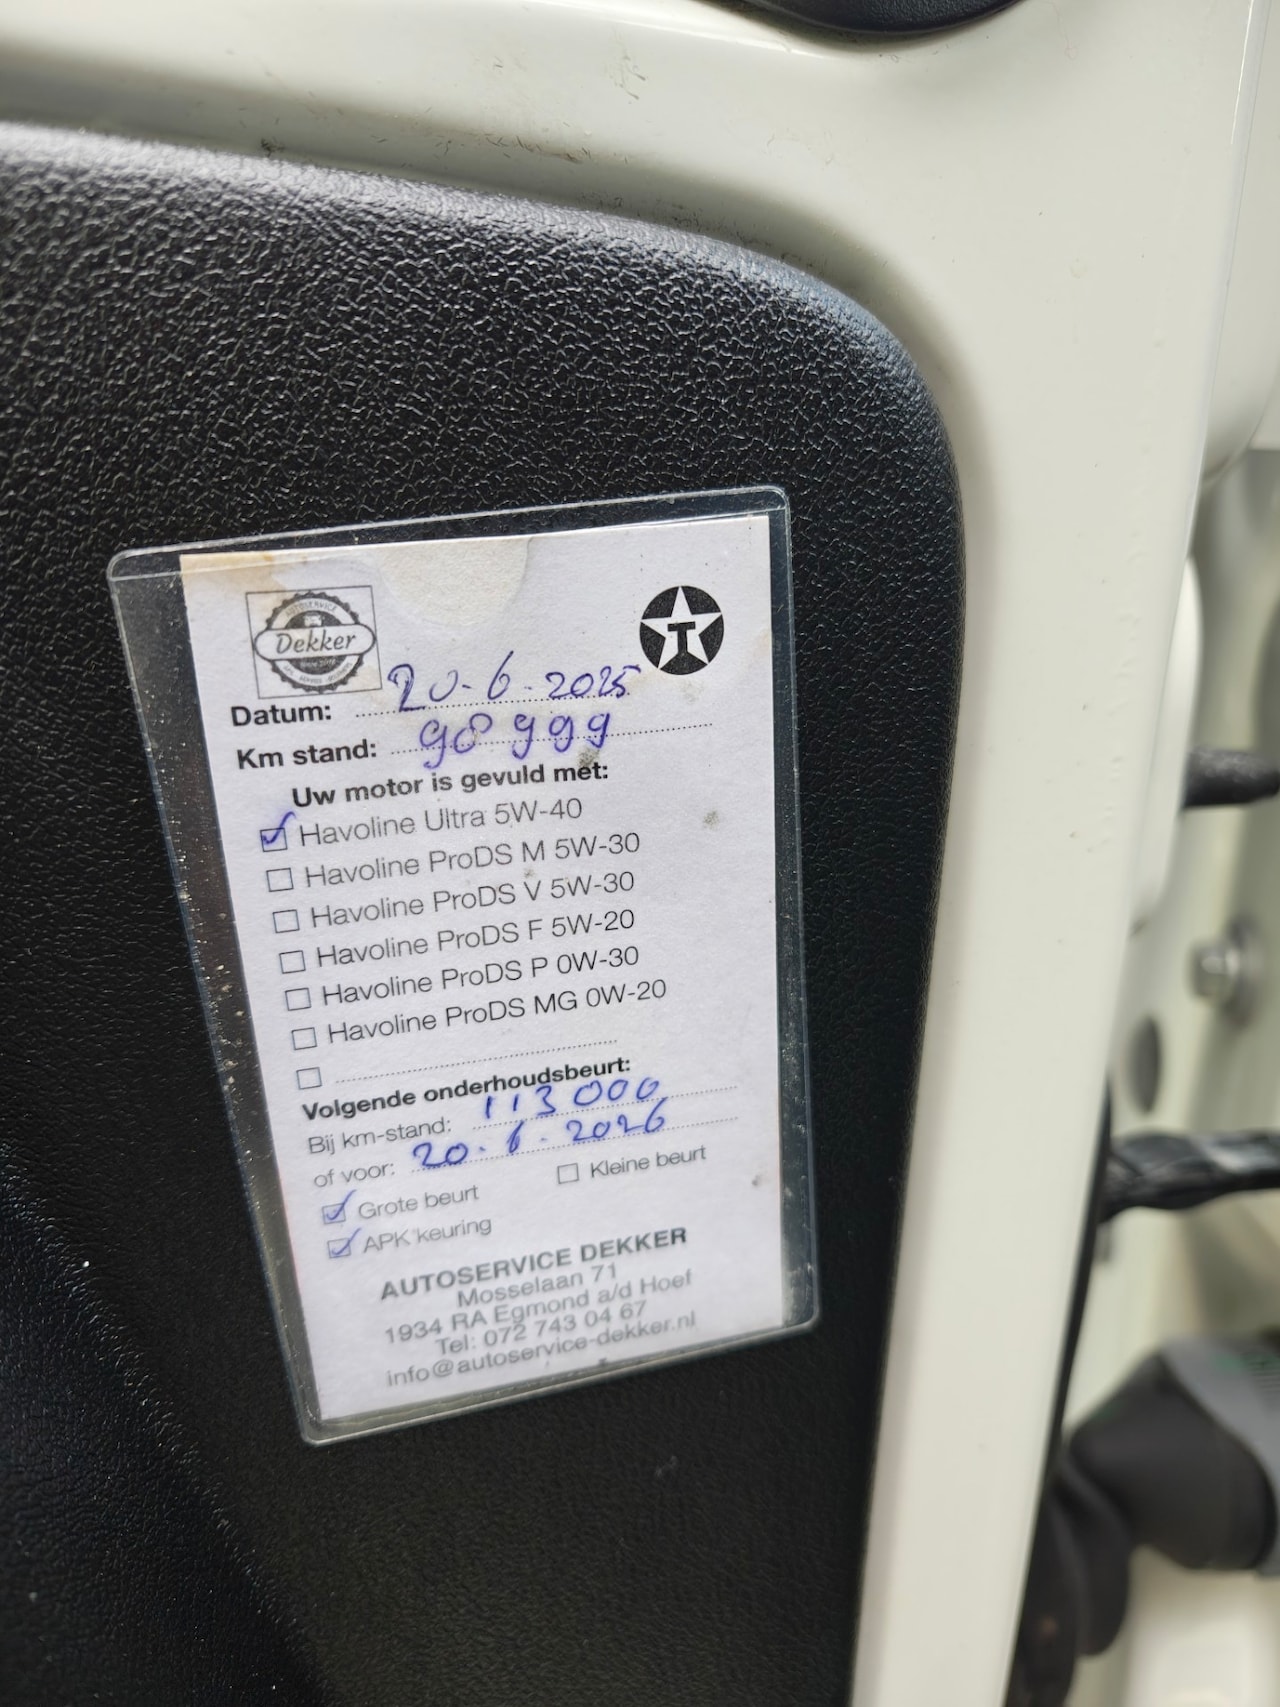 AUTOSERVICE
Dekker
T
Datum: 20-6-2025
Km stand: 98999
Uw motor is gevuld met:
Havoline Ultra 5W-40
Havoline ProDS M 5W-30
Havoline ProDS V 5W-30
Havoline ProDS F 5W-20
Havoline ProDS P 0W-30
Havoline ProDS MG 0W-20
Volgende onderhoudsbeurt:
Bij km-stand: 113000
of voor: 20-6-2026
Grote beurt Kleine beurt
APK keuring
AUTOSERVICE DEKKER
Mosselaan 71
1934 RA Egmond a/d Hoef
Tel: 072 743 04 67
info@autoservice-dekker.nl